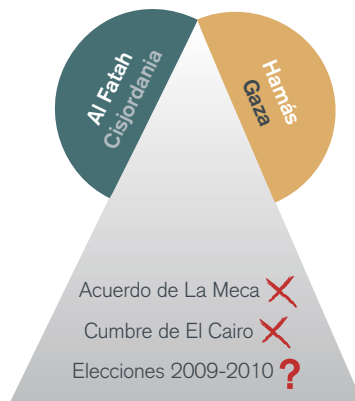 Al Fatah
Cisjordania
Hamás
Gaza
Acuerdo de La Meca
Cumbre de El Cairo
Elecciones 2009-2010 ?